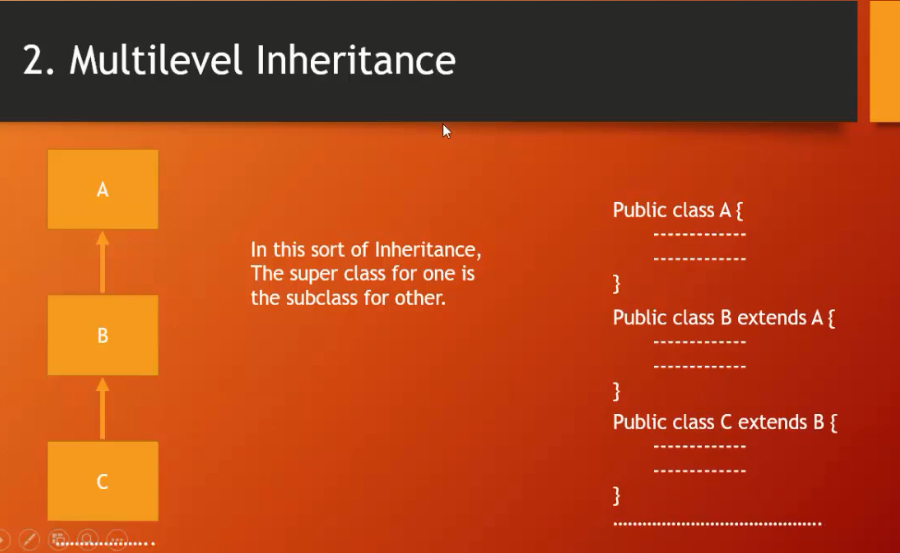 2. Multilevel Inheritance
A
B
C
In this sort of Inheritance,
The super class for one is
the subclass for other.
Public class A {
-------------
-------------
}
Public class B extends A {
-------------
-------------
}
Public class C extends B {
-------------
-------------
}